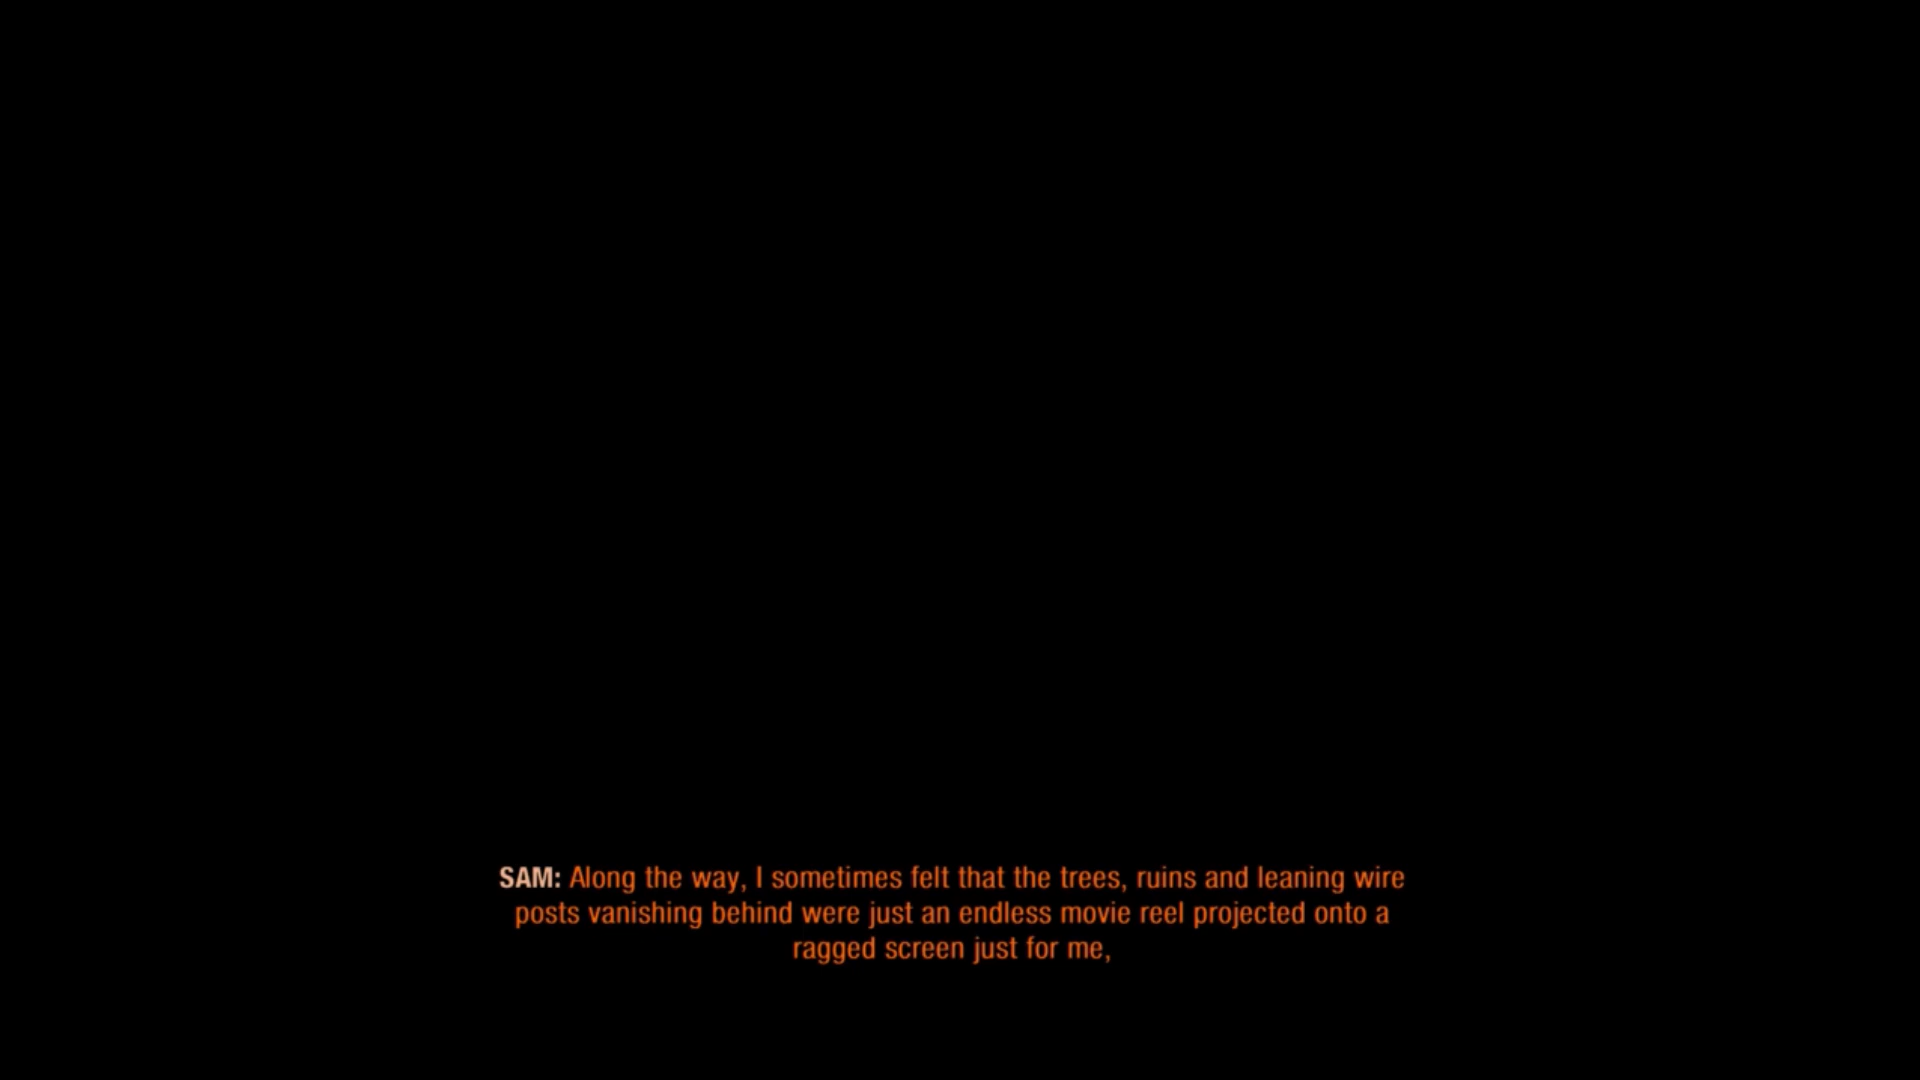 SAM: Along the way, I sometimes felt that the trees, ruins and leaning wire
posts vanishing behind were just an endless movie reel projected onto a
ragged screen just for me,